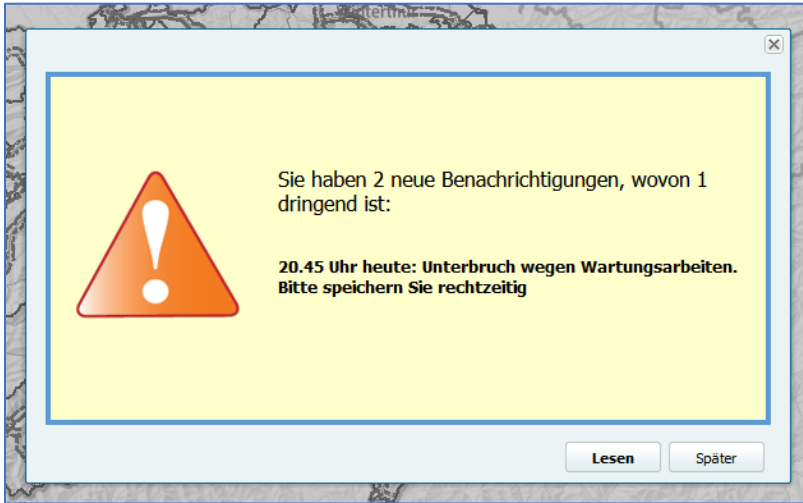 Sie haben 2 neue Benachrichtigungen, wovon 1
dringend ist:
20.45 Uhr heute: Unterbruch wegen Wartungsarbeiten.
Bitte speichern Sie rechtzeitig
Lesen
Später